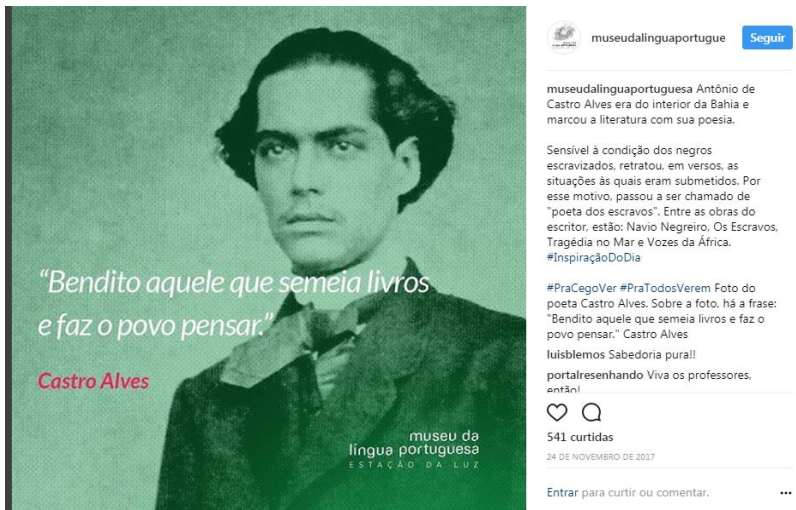 "Bendito aquele que semeia livros
e faz o povo pensar."
Castro Alves
museu da
língua portuguesa
ESTAÇÃO DA LUZ
museudalinguaportugue
Seguir
museudalinguaportuguesa Antônio de
Castro Alves era do interior da Bahia e
marcou a literatura com sua poesia.
Sensível à condição dos negros
escravizados, retratou, em versos, as
situações às quais eram submetidos. Por
esse motivo, passou a ser chamado de
"poeta dos escravos". Entre as obras do
escritor, estão: Navio Negreiro, Os Escravos,
Tragédia no Mar e Vozes da África.
#InspiraçãoDoDia
#PraCegoVer #PraTodosVerem Foto do
poeta Castro Alves. Sobre a foto, há a frase:
"Bendito aquele que semeia livros e faz o
povo pensar." Castro Alves
luisblemos Sabedoria pura!!
portalresenhando Viva os professores,
então!
541 curtidas
24 DE NOVEMBRO DE 2017
Entrar para curtir ou comentar.